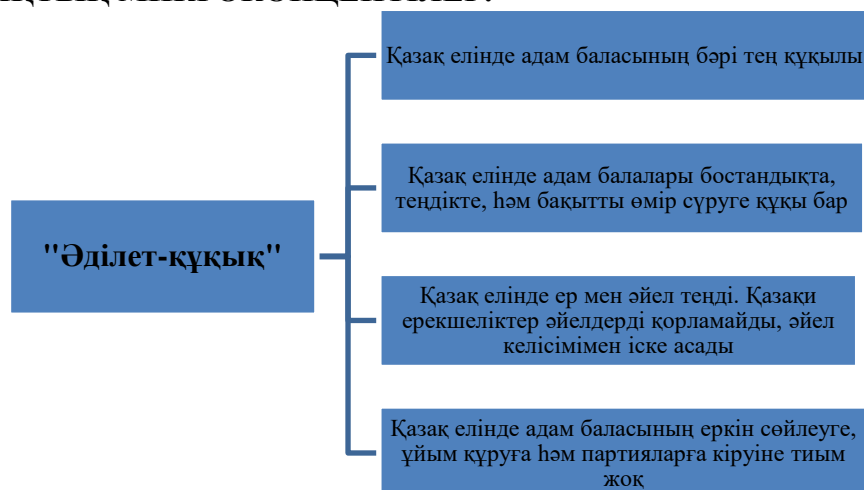 "Әділет-құқық"
Қазақ елінде адам баласының бәрі тең құқылы
Қазақ елінде адам балалары бостандықта,
теңдікте, һәм бақытты өмір сүруге құқы бар
Қазақ елінде ер мен әйел теңді. Қазақи
ерекшеліктер әйелдерді қорламайды, әйел
келісімімен іске асады
Қазақ елінде адам баласының еркін сөйлеуге,
ұйым құруға һәм партияларға кіруіне тиым
жоқ